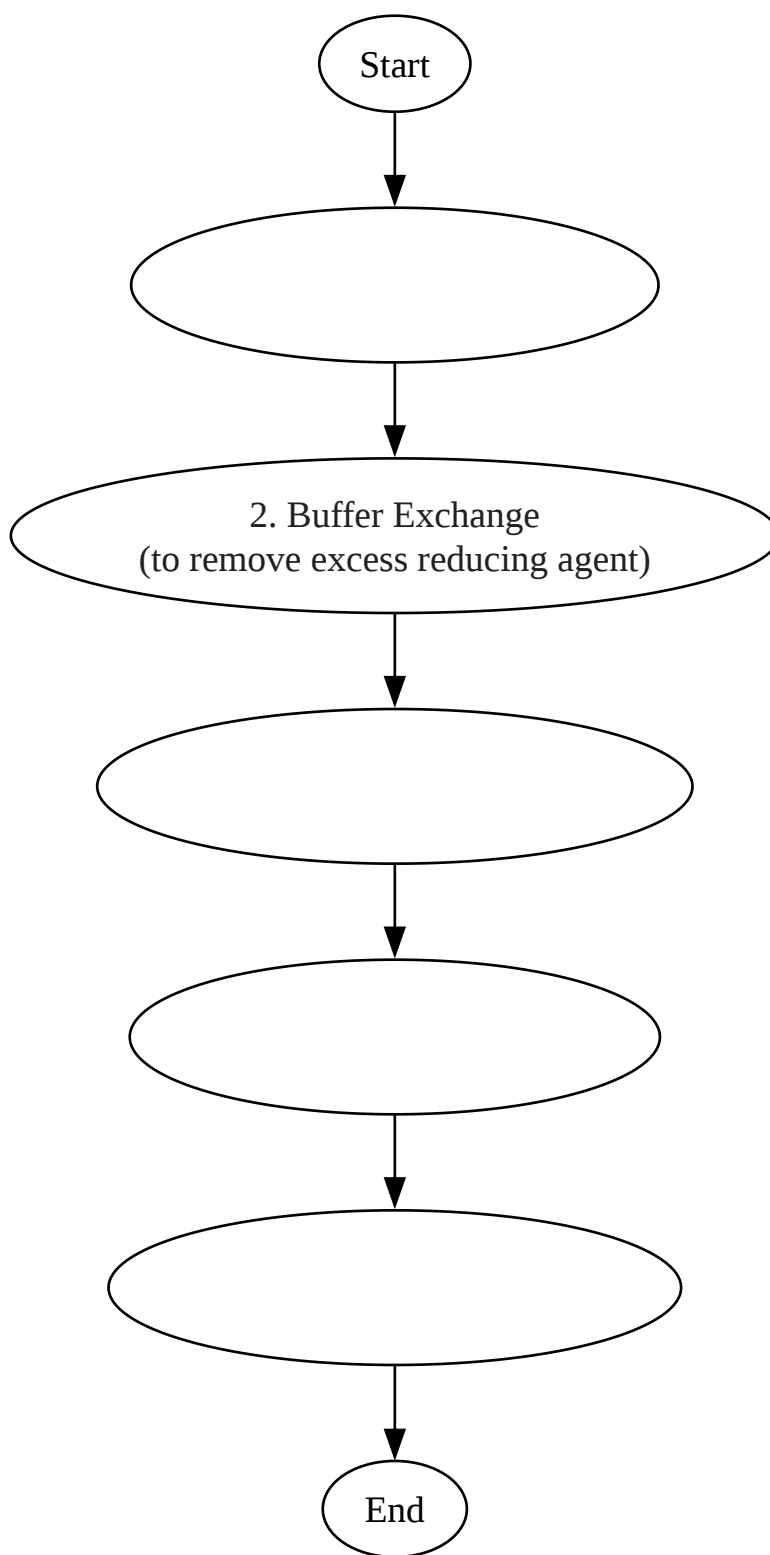 Start
2. Buffer Exchange
(to remove excess reducing agent)
End